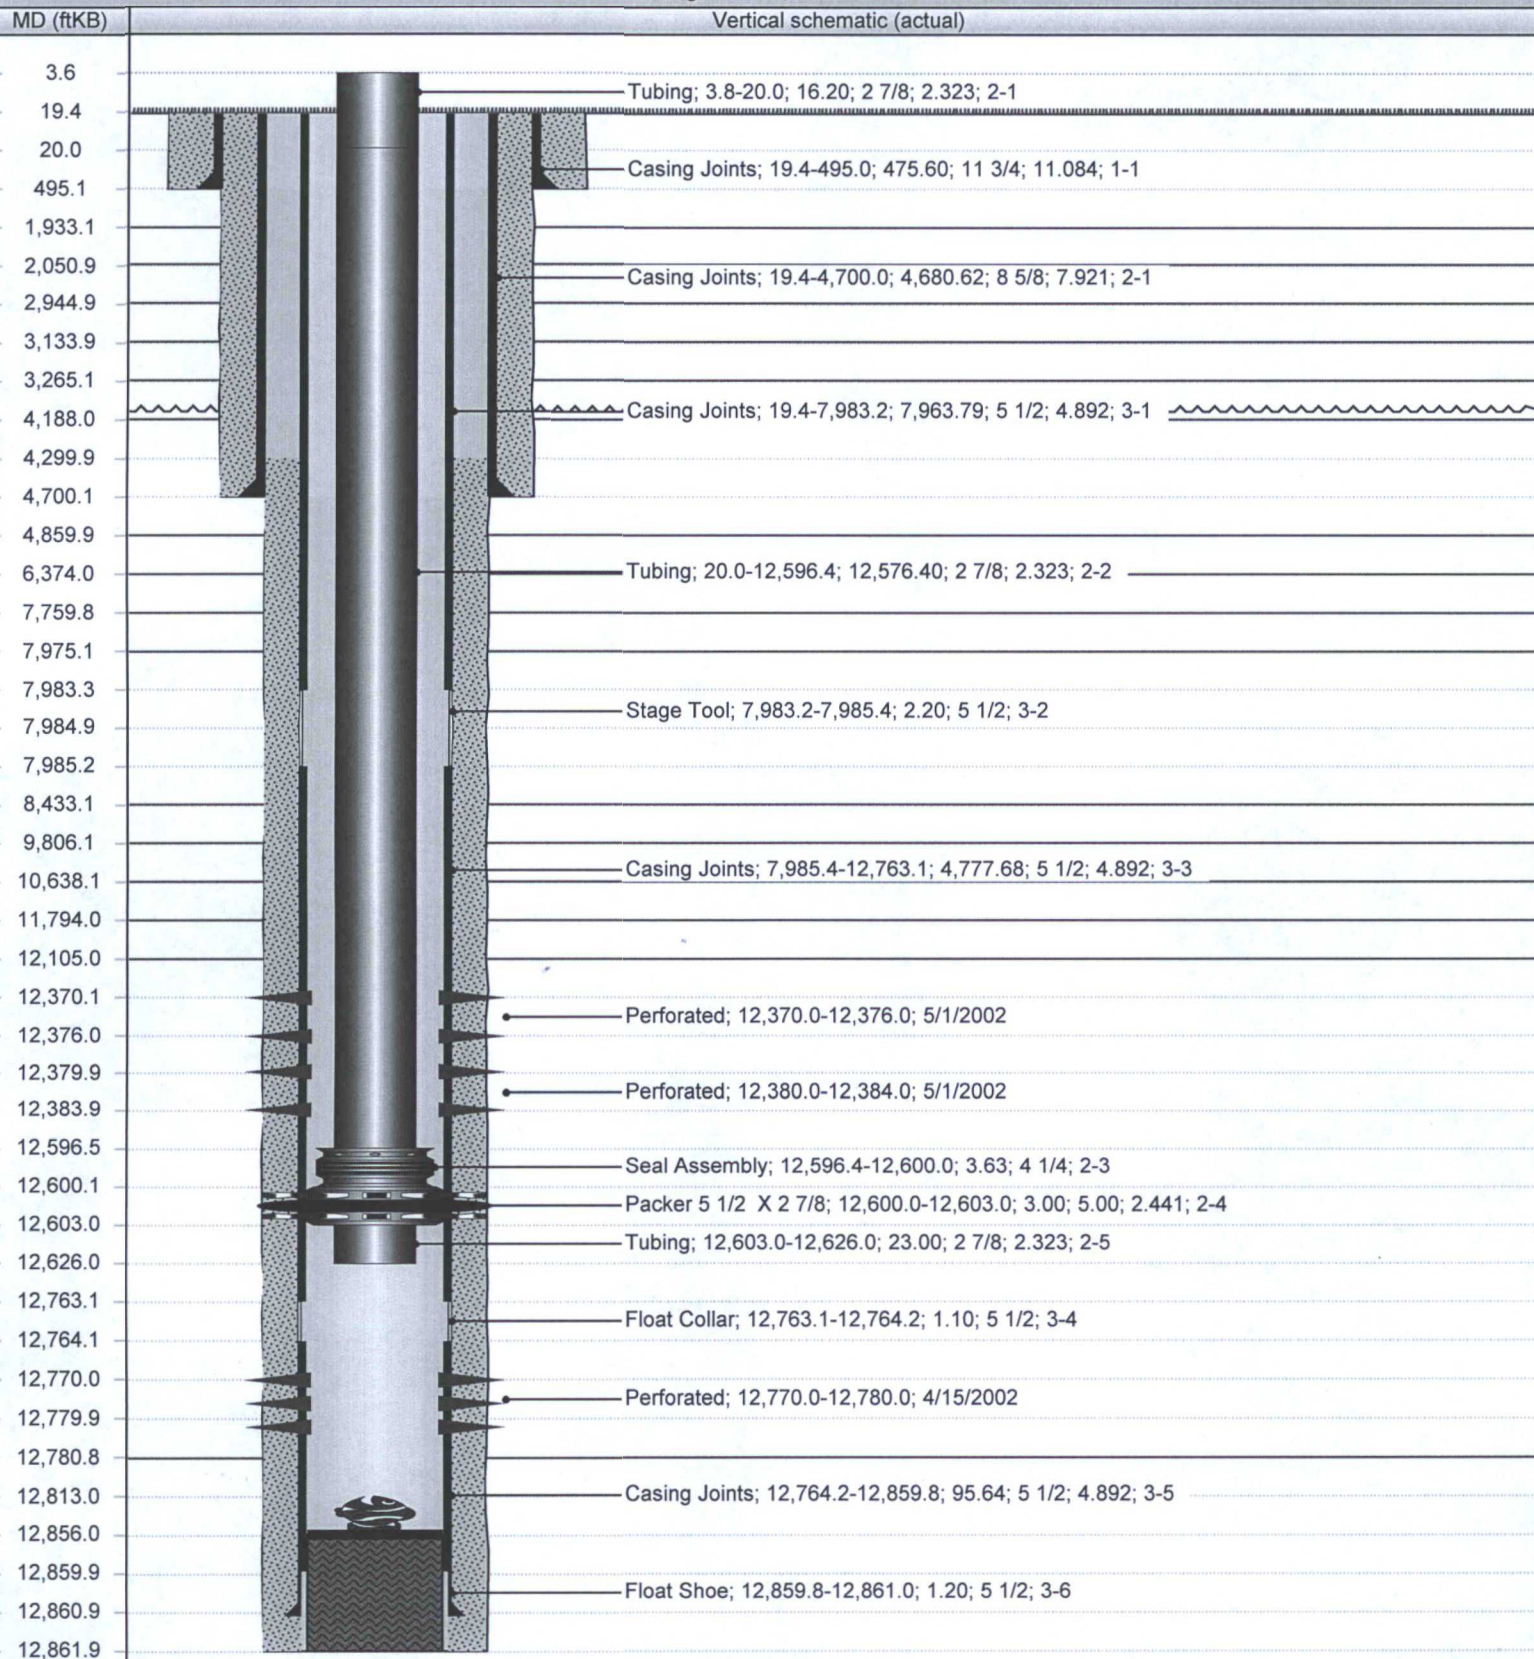 MD (ftKB) Vertical schematic (actual)
3.6
Tubing; 3.8-20.0; 16.20; 2 7/8; 2.323; 2-1
19.4
20.0
Casing Joints; 19.4-495.0; 475.60; 11 3/4; 11.084; 1-1
495.1
1,933.1
2,050.9
Casing Joints; 19.4-4,700.0; 4,680.62; 8 5/8; 7.921; 2-1
2,944.9
3,133.9
3,265.1
Casing Joints; 19.4-7,983.2; 7,963.79; 5 1/2; 4.892; 3-1
4,188.0
4,299.9
4,700.1
4,859.9
Tubing; 20.0-12,596.4; 12,576.40; 2 7/8; 2.323; 2-2
6,374.0
7,759.8
7,975.1
7,983.3
Stage Tool; 7,983.2-7,985.4; 2.20; 5 1/2; 3-2
7,984.9
7,985.2
8,433.1
9,806.1
Casing Joints; 7,985.4-12,763.1; 4,777.68; 5 1/2; 4.892; 3-3
10,638.1
11,794.0
12,105.0
12,370.1
Perforated; 12,370.0-12,376.0; 5/1/2002
12,376.0
12,379.9
Perforated; 12,380.0-12,384.0; 5/1/2002
12,383.9
12,596.5
Seal Assembly; 12,596.4-12,600.0; 3.63; 4 1/4; 2-3
12,600.1
Packer 5 1/2 X 2 7/8; 12,600.0-12,603.0; 3.00; 5.00; 2.441; 2-4
12,603.0
Tubing; 12,603.0-12,626.0; 23.00; 2 7/8; 2.323; 2-5
12,626.0
12,763.1
Float Collar; 12,763.1-12,764.2; 1.10; 5 1/2; 3-4
12,764.1
12,770.0
Perforated; 12,770.0-12,780.0; 4/15/2002
12,779.9
12,780.8
12,813.0
Casing Joints; 12,764.2-12,859.8; 95.64; 5 1/2; 4.892; 3-5
12,856.0
12,859.9
Float Shoe; 12,859.8-12,861.0; 1.20; 5 1/2; 3-6
12,860.9
12,861.9